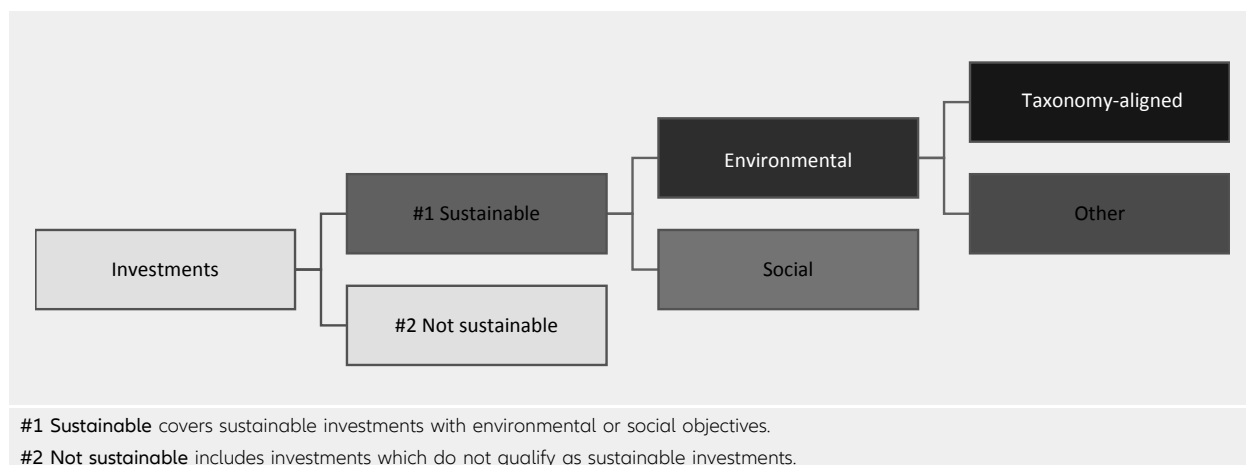 Taxonomy-aligned
Environmental
#1 Sustainable
Other
Investments
Social
#2 Not sustainable
#1 Sustainable covers sustainable investments with environmental or social objectives.
#2 Not sustainable includes investments which do not qualify as sustainable investments.